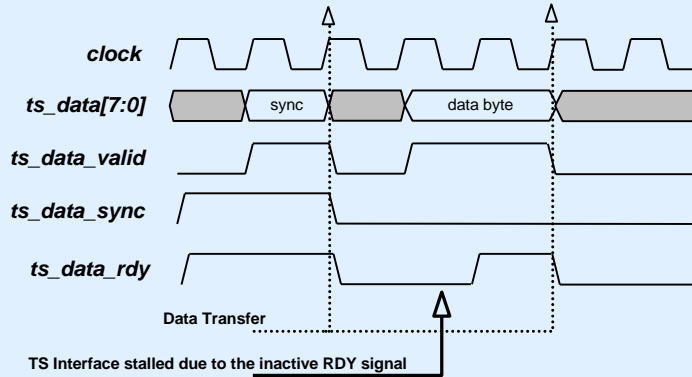 clock
ts_data[7:0]
sync
data byte
ts_data_valid
ts_data_sync
ts_data_rdy
Data Transfer
TS Interface stalled due to the inactive RDY signal